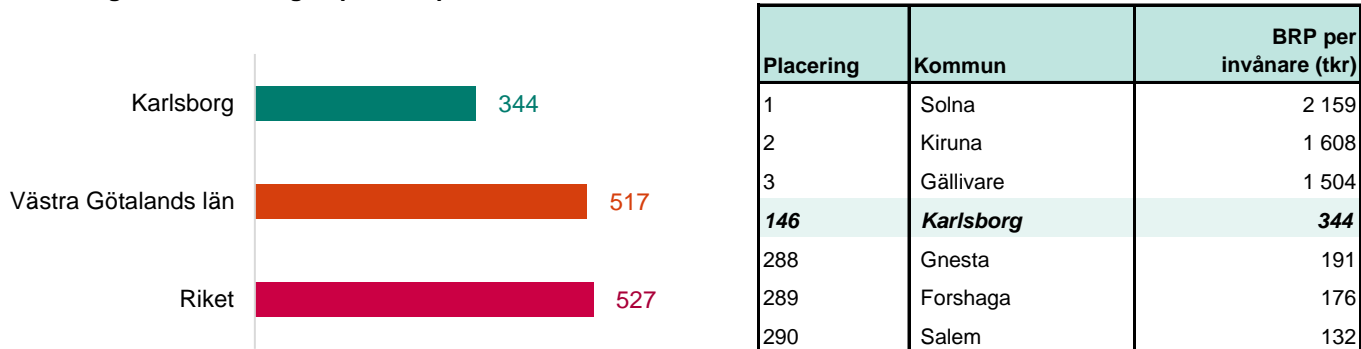 Karlsborg
344
Västra Götalands län
517
Riket
527
Placering Kommun BRP per
invånare (tkr)
1 Solna 2 159
2 Kiruna 1 608
3 Gällivare 1 504
146 Karlsborg 344
288 Gnesta 191
289 Forshaga 176
290 Salem 132